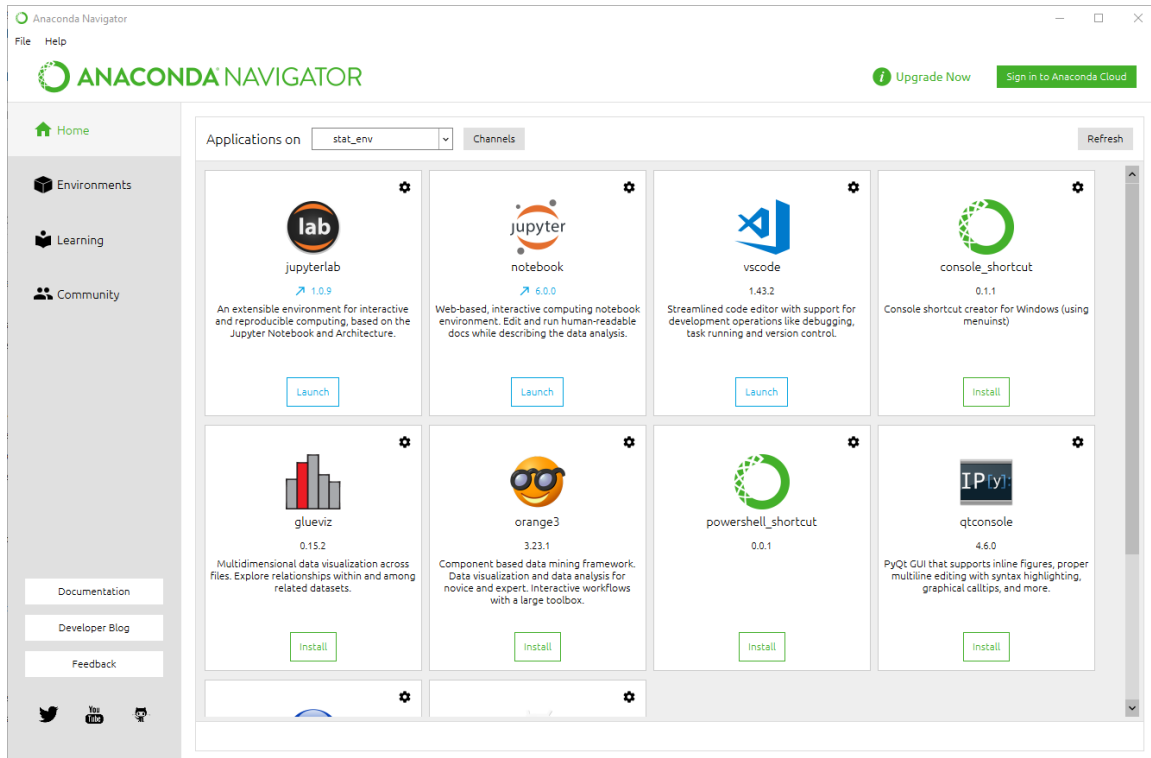 Anaconda Navigator
File Help
ANACONDA NAVIGATOR
i Upgrade Now
Sign in to Anaconda Cloud
Home
Environments
Learning
Community
Documentation
Developer Blog
Feedback
You
Tube
Applications on stat_env Channels Refresh
lab
jupyterlab
1.0.9
An extensible environment for interactive
and reproducible computing, based on the
Jupyter Notebook and Architecture.
Launch
jupyter
notebook
6.0.0
Web-based, interactive computing notebook
environment. Edit and run human-readable
docs while describing the data analysis.
Launch
vscode
1.43.2
Streamlined code editor with support for
development operations like debugging,
task running and version control.
Launch
console_shortcut
0.1.1
Console shortcut creator for Windows (using
menuinst)
Install
glueviz
0.15.2
Multidimensional data visualization across
files. Explore relationships within and among
related datasets.
Install
orange3
3.23.1
Component based data mining framework.
Data visualization and data analysis for
novice and expert. Interactive workflows
with a large toolbox.
Install
powershell_shortcut
0.0.1
Install
IP[y]:
qtconsole
4.6.0
PyQt GUI that supports inline figures, proper
multiline editing with syntax highlighting,
graphical calltips, and more.
Install